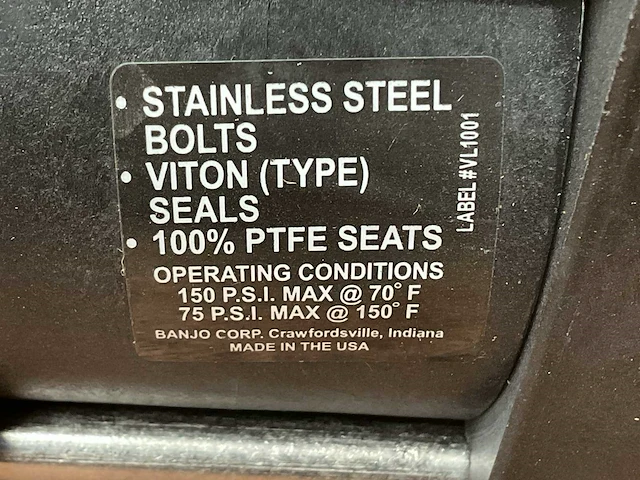 • STAINLESS STEEL
BOLTS
• VITON (TYPE)
SEALS
• 100% PTFE SEATS
OPERATING CONDITIONS
150 P.S.I. MAX @ 70° F
75 P.S.I. MAX @ 150° F
BANJO CORP. Crawfordsville, Indiana
MADE IN THE USA
LABEL #VL1001